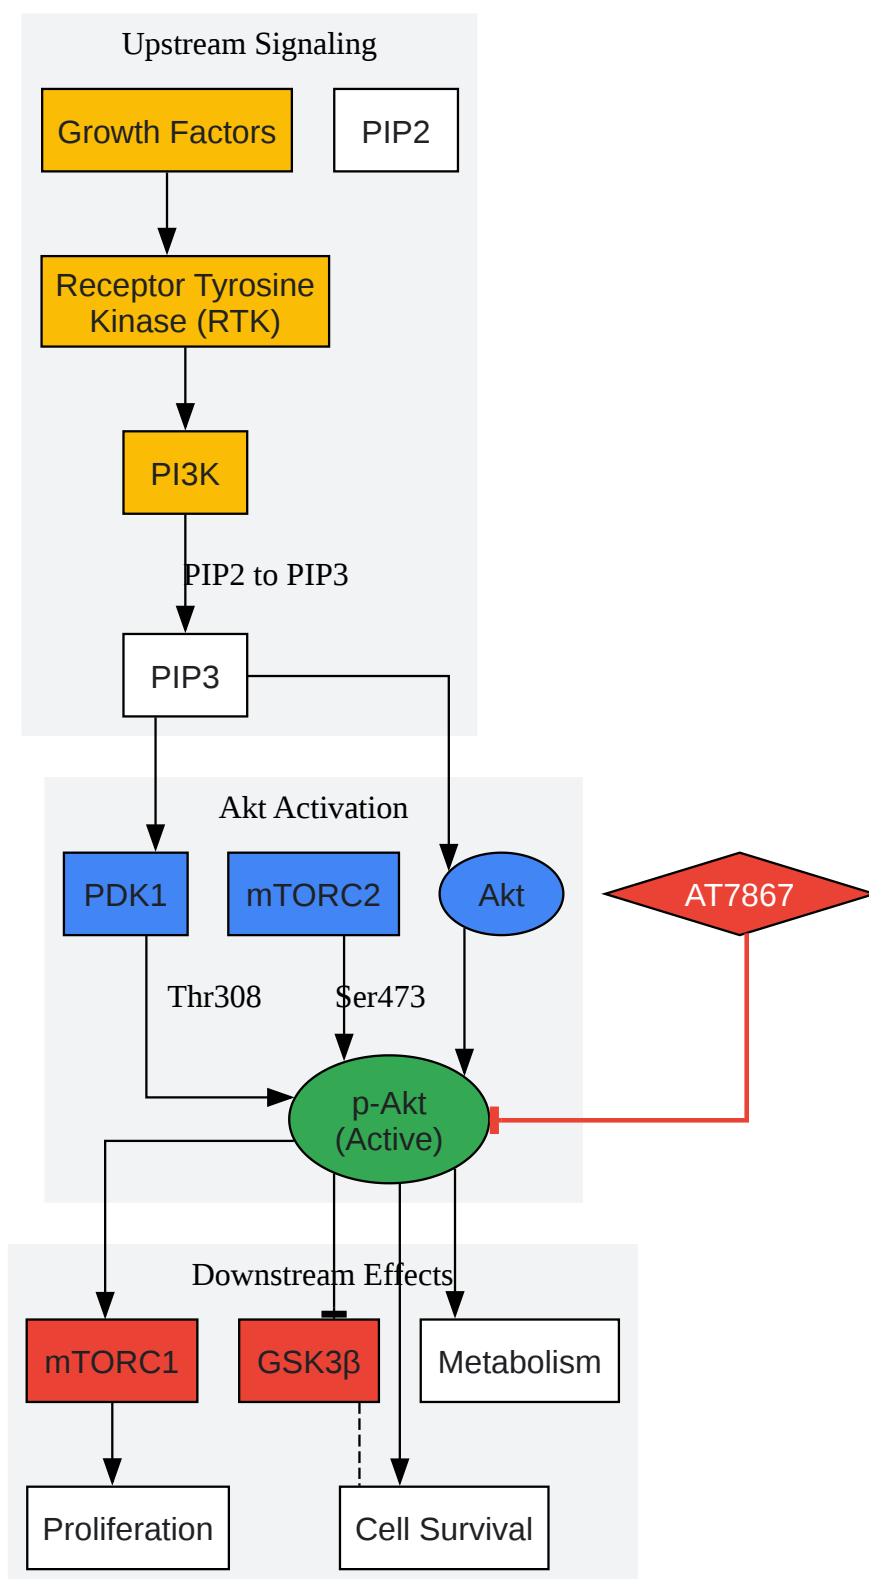 Upstream Signaling
Growth Factors
PIP2
Receptor Tyrosine
Kinase (RTK)
PI3K
PIP2 to PIP3
PIP3
Akt Activation
PDK1
mTORC2
Akt
AT7867
Thr308
Ser473
p-Akt
(Active)
Downstream Effects
mTORC1
GSK3β
Metabolism
Proliferation
Cell Survival